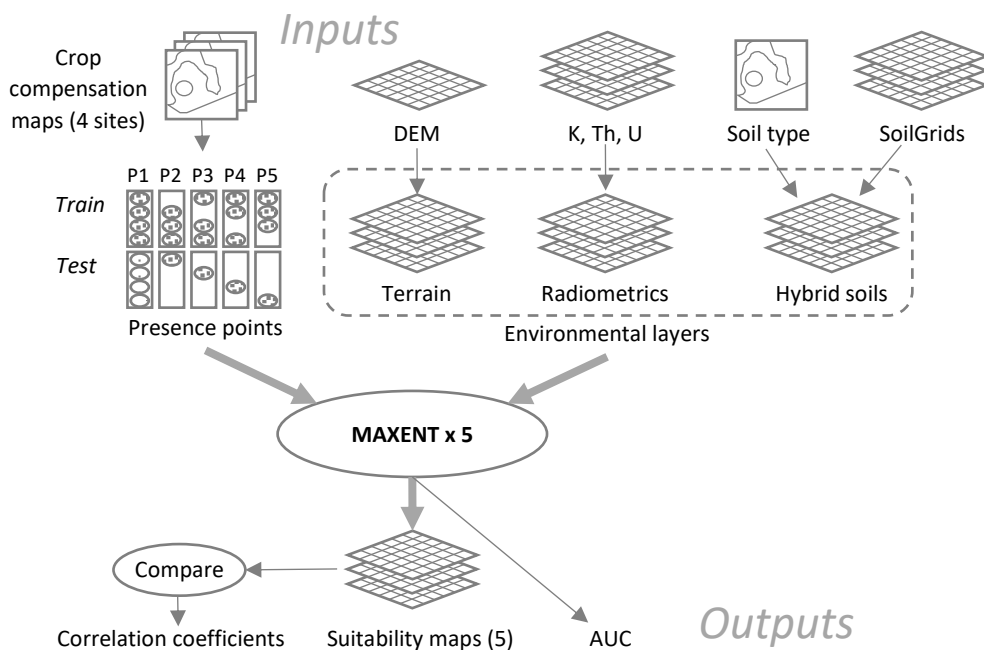 Inputs
Crop
compensation
maps (4 sites)
DEM
K, Th, U
Soil type
SoilGrids
P1 P2 P3 P4 P5
Train
Test
Presence points
Terrain
Radiometrics
Hybrid soils
Environmental layers
MAXENT x 5
Compare
Correlation coefficients
Suitability maps (5)
AUC
Outputs